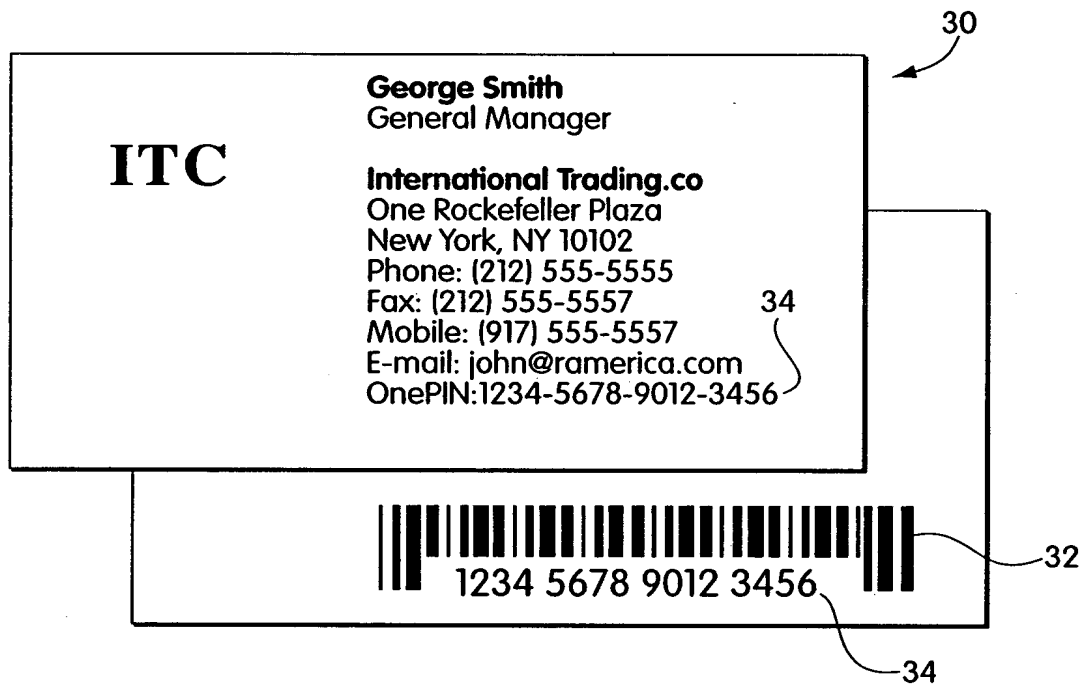 30
George Smith
General Manager
ITC
International Trading.co
One Rockefeller Plaza
New York, NY 10102
Phone: (212) 555-5555
Fax: (212) 555-5557
34
Mobile: (917) 555-5557
E-mail: john@ramerica.com
OnePIN:1234-5678-9012-3456
32
1234 5678 9012 3456
34